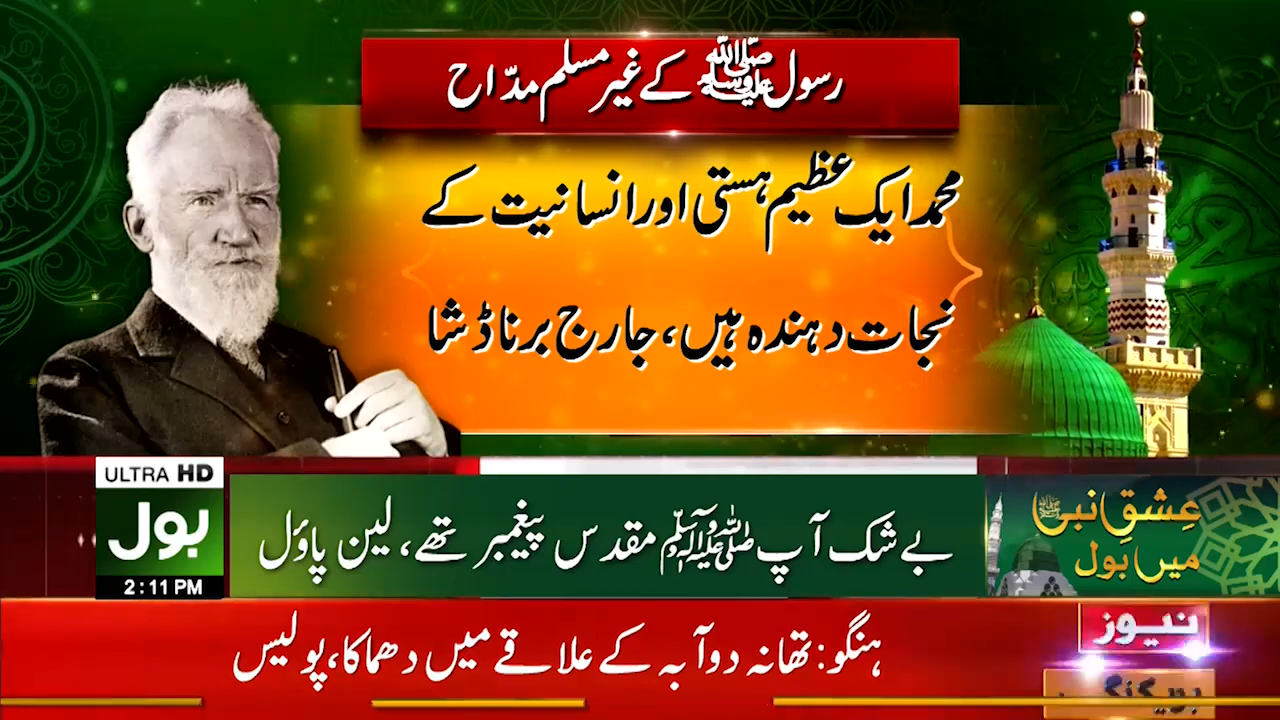 رسول ﷺ کے غیر مسلم مدّاح
محمد ایک عظیم ہستی اور انسانیت کے
نجات دہندہ ہیں، جارج برناڈ شا
ULTRA HD
بول
2:11 PM
بے شک آپ ﷺ مقدس پیغمبر تھے، لین پاؤل
عشقِ نبی ﷺ
میں بول
ہنگو: تھانہ دوآبہ کے علاقے میں دھماکا، پولیس
نیوز